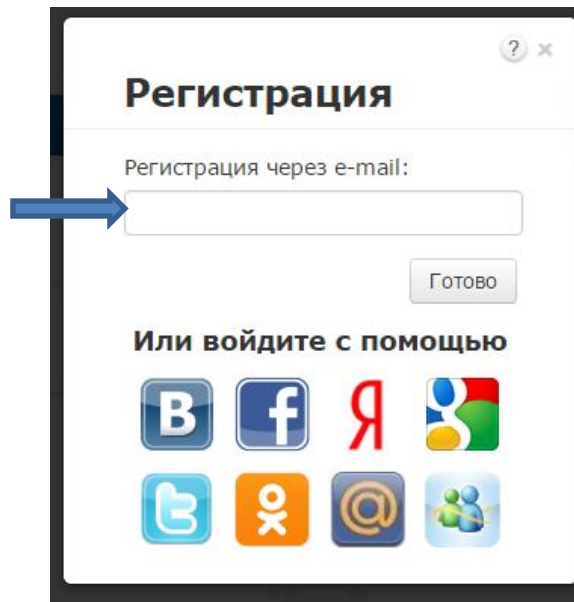 ?
Регистрация
Регистрация через e-mail:
Готово
Или войдите с помощью
В f Я g
t @